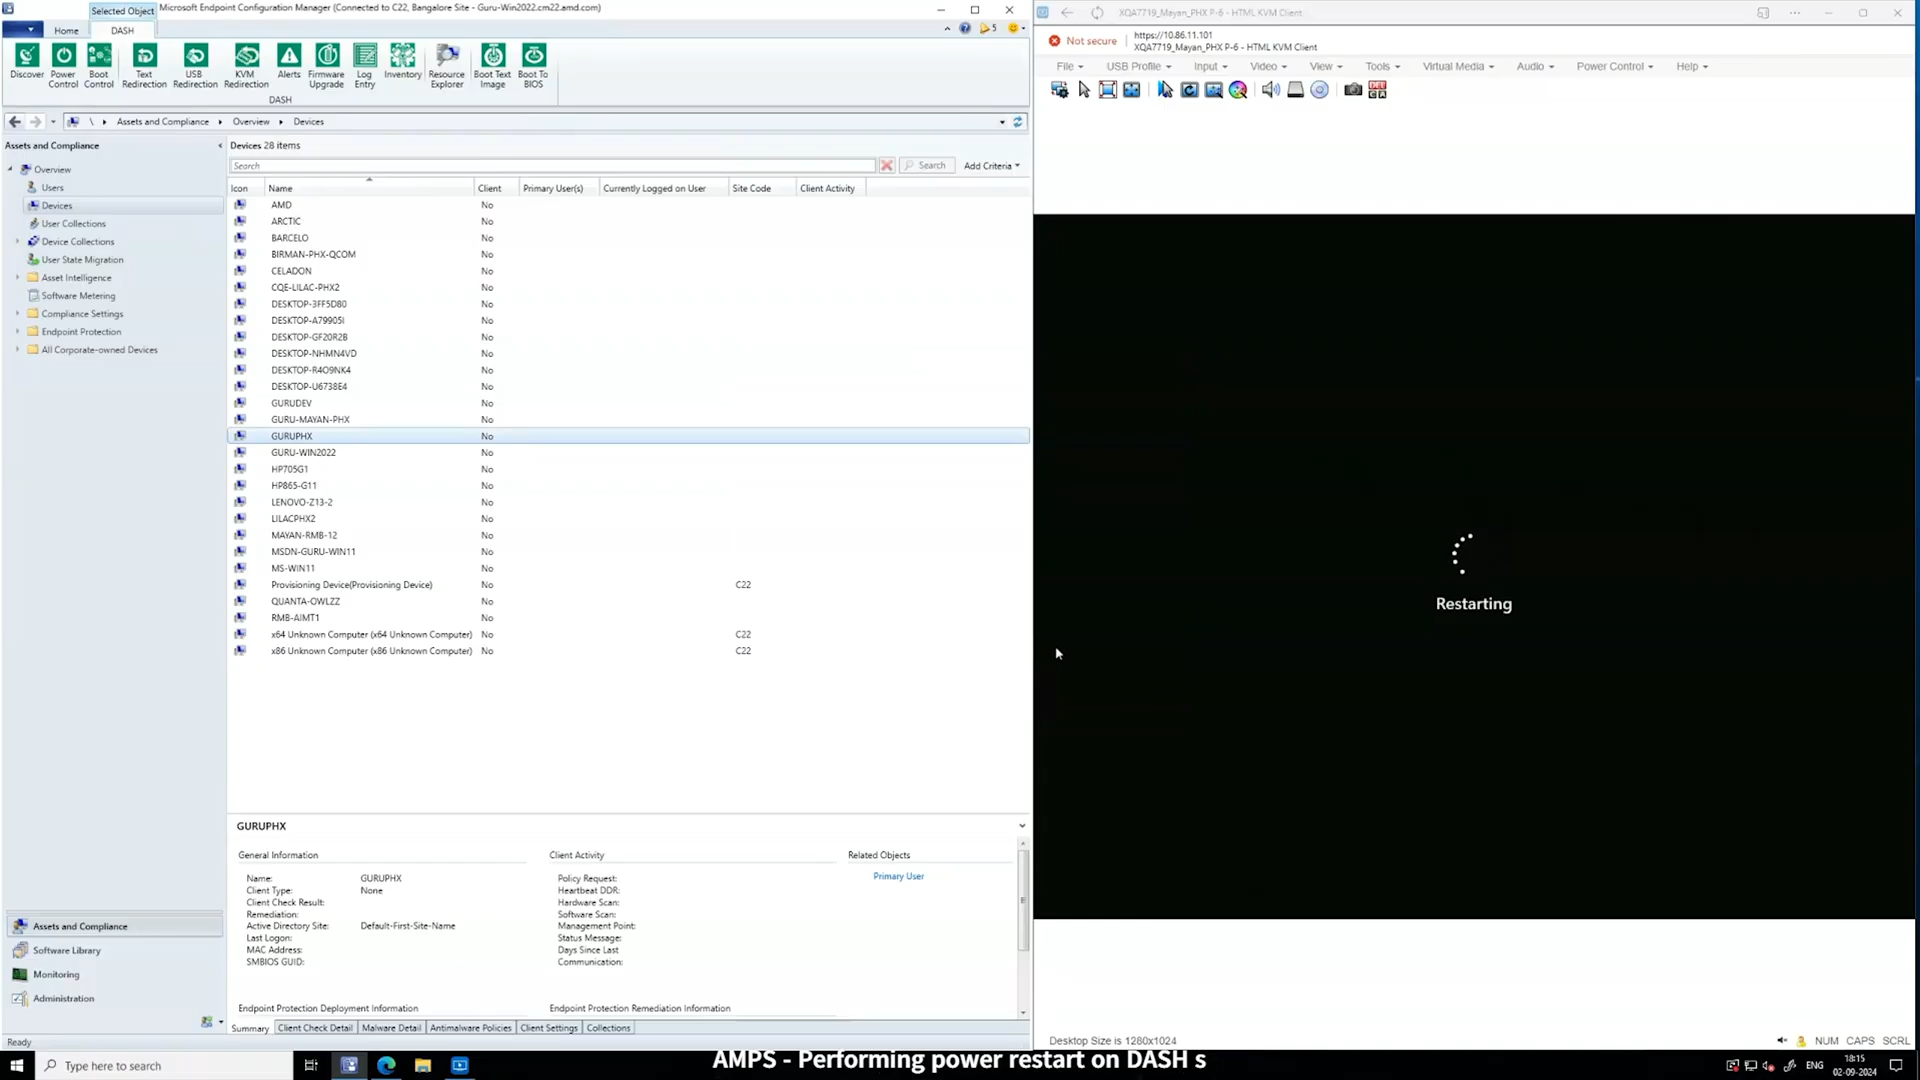 Selected Object
Microsoft Endpoint Configuration Manager (Connected to C22, Bangalore Site - Guru-Win2022.cm22.amd.com)
Home
DASH
5
Discover
Power Control
Boot Control
Text Redirection
USB Redirection
KVM Redirection
Alerts
Firmware Upgrade
Log Entry
Inventory
Resource Explorer
Boot Text Image
Boot To BIOS
DASH
\ Assets and Compliance Overview Devices
Assets and Compliance
Overview
Users
Devices
User Collections
Device Collections
User State Migration
Asset Intelligence
Software Metering
Compliance Settings
Endpoint Protection
All Corporate-owned Devices
Assets and Compliance
Software Library
Monitoring
Administration
Devices 28 items
Search
Search
Add Criteria
Icon Name Client Primary User(s) Currently Logged on User Site Code Client Activity
AMD No
ARCTIC No
BARCELO No
BIRMAN-PHX-QCOM No
CELADON No
CQE-LILAC-PHX2 No
DESKTOP-3FF5D80 No
DESKTOP-A79905I No
DESKTOP-GF20R2B No
DESKTOP-NHMN4VD No
DESKTOP-R4O9NK4 No
DESKTOP-U6738E4 No
GURUDEV No
GURU-MAYAN-PHX No
GURUPHX No
GURU-WIN2022 No
HP705G1 No
HP865-G11 No
LENOVO-Z13-2 No
LILACPHX2 No
MAYAN-RMB-12 No
MSDN-GURU-WIN11 No
MS-WIN11 No
Provisioning Device(Provisioning Device) No C22
QUANTA-OWLZZ No
RMB-AIMT1 No
x64 Unknown Computer (x64 Unknown Computer) No C22
x86 Unknown Computer (x86 Unknown Computer) No C22
GURUPHX
General Information
Name: GURUPHX
Client Type: None
Client Check Result:
Remediation:
Active Directory Site: Default-First-Site-Name
Last Logon:
MAC Address:
SMBIOS GUID:
Client Activity
Policy Request:
Heartbeat DDR:
Hardware Scan:
Software Scan:
Management Point:
Status Message:
Days Since Last
Communication:
Related Objects
Primary User
Endpoint Protection Deployment Information
Endpoint Protection Remediation Information
Summary Client Check Detail Malware Detail Antimalware Policies Client Settings Collections
Ready
XQA7719_Mayan_PHX P-6 - HTML KVM Client
Not secure
https://10.86.11.101
XQA7719_Mayan_PHX P-6 - HTML KVM Client
File USB Profile Input Video View Tools Virtual Media Audio Power Control Help
Restarting
Desktop Size is 1280x1024
NUM CAPS SCRL
Type here to search
AMPS - Performing power restart on DASH s
ENG
18:15
02-09-2024